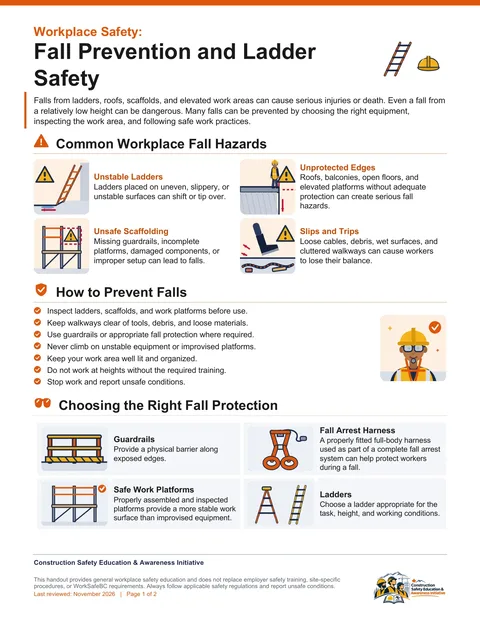 Workplace Safety:
Fall Prevention and Ladder
Safety
Falls from ladders, roofs, scaffolds, and elevated work areas can cause serious injuries or death. Even a fall from
a relatively low height can be dangerous. Many falls can be prevented by choosing the right equipment,
inspecting the work area, and following safe work practices.
Common Workplace Fall Hazards
Unstable Ladders
Ladders placed on uneven, slippery, or
unstable surfaces can shift or tip over.
Unprotected Edges
Roofs, balconies, open floors, and
elevated platforms without adequate
protection can create serious fall
hazards.
Unsafe Scaffolding
Missing guardrails, incomplete
platforms, damaged components, or
improper setup can lead to falls.
Slips and Trips
Loose cables, debris, wet surfaces, and
cluttered walkways can cause workers
to lose their balance.
How to Prevent Falls
Inspect ladders, scaffolds, and work platforms before use.
Keep walkways clear of tools, debris, and loose materials.
Use guardrails or appropriate fall protection where required.
Never climb on unstable equipment or improvised platforms.
Keep your work area well lit and organized.
Do not work at heights without the required training.
Stop work and report unsafe conditions.
Choosing the Right Fall Protection
Guardrails
Provide a physical barrier along
exposed edges.
Fall Arrest Harness
A properly fitted full-body harness
used as part of a complete fall arrest
system can help protect workers
during a fall.
Safe Work Platforms
Properly assembled and inspected
platforms provide a more stable work
surface than improvised equipment.
Ladders
Choose a ladder appropriate for the
task, height, and working conditions.
Construction Safety Education & Awareness Initiative
This handout provides general workplace safety education and does not replace employer safety training, site-specific
procedures, or WorkSafeBC requirements. Always follow applicable safety regulations and report unsafe conditions.
Last reviewed: November 2026 | Page 1 of 2
Construction
Safety Education &
Awareness Initiative